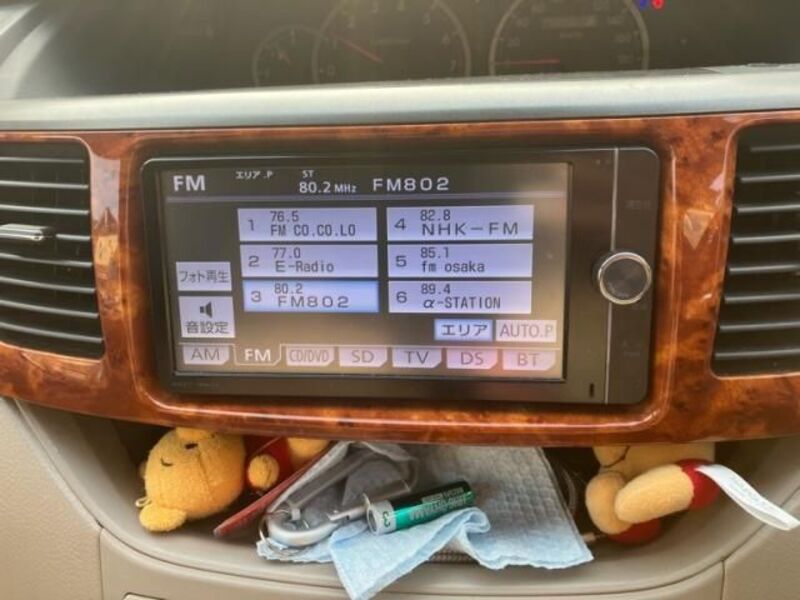 FM エリア.P ST 80.2 MHz FM802
1 76.5 FM CO.CO.LO
4 82.8 NHK-FM
2 77.0 E-Radio
5 85.1 fm osaka
3 80.2 FM802
6 89.4 α-STATION
フォト再生
音設定
エリア AUTO.P
AM FM CD/DVD SD TV DS BT